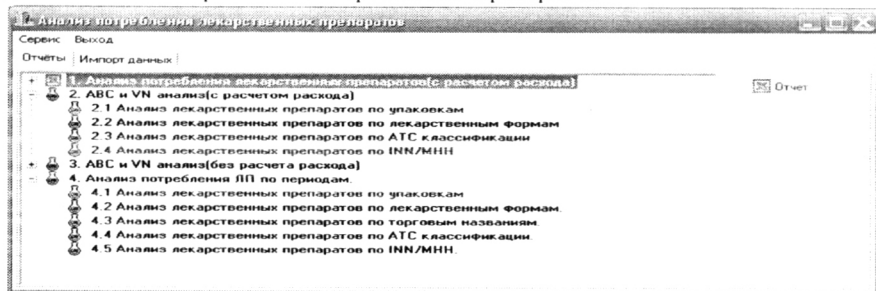 Анализ потребления лекарственных препаратов
Сервис Выход
Отчеты Импорт данных
1. Анализ потребления лекарственных препаратов(с расчетом расхода)
Отчет
2. АВС и VN анализ(с расчетом расхода)
2.1 Анализ лекарственных препаратов по упаковкам
2.2 Анализ лекарственных препаратов по лекарственным формам
2.3 Анализ лекарственных препаратов по АТС классификации
2.4 Анализ лекарственных препаратов по INN/МНН
3. АВС и VN анализ(без расчета расхода)
4. Анализ потребления ЛП по периодам.
4.1 Анализ лекарственных препаратов по упаковкам
4.2 Анализ лекарственных препаратов по лекарственным формам.
4.3 Анализ лекарственных препаратов по торговым названиям.
4.4 Анализ лекарственных препаратов по АТС классификации.
4.5 Анализ лекарственных препаратов по INN/МНН.